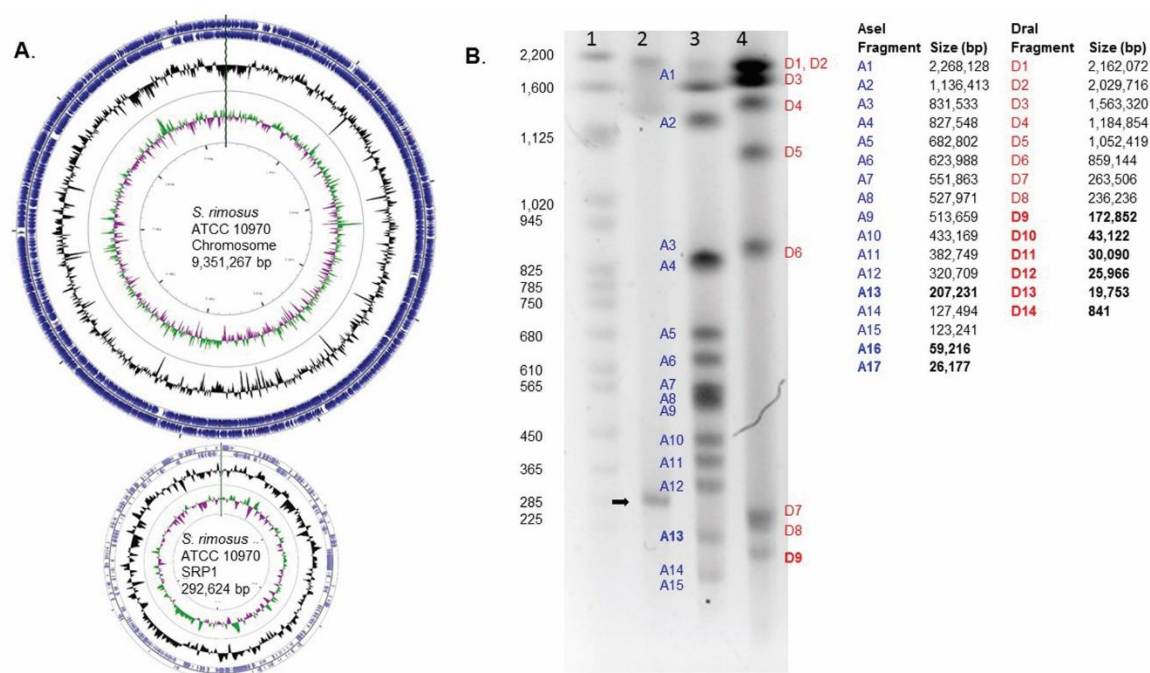 A.
S. rimosus
ATCC 10970
Chromosome
9,351,267 bp
S. rimosus
ATCC 10970
SRP1
292,624 bp
B.
1 2 3 4
2,200
1,600
1,125
1,020
945
825
785
750
680
610
565
450
365
285
225
A1
A2
A3
A4
A5
A6
A7
A8
A9
A10
A11
A12
A13
A14
A15
D1, D2
D3
D4
D5
D6
D7
D8
D9
AseI DraI
Fragment Size (bp) Fragment Size (bp)
A1 2,268,128 D1 2,162,072
A2 1,136,413 D2 2,029,716
A3 831,533 D3 1,563,320
A4 827,548 D4 1,184,854
A5 682,802 D5 1,052,419
A6 623,988 D6 859,144
A7 551,863 D7 263,506
A8 527,971 D8 236,236
A9 513,659 D9 172,852
A10 433,169 D10 43,122
A11 382,749 D11 30,090
A12 320,709 D12 25,966
A13 207,231 D13 19,753
A14 127,494 D14 841
A15 123,241
A16 59,216
A17 26,177